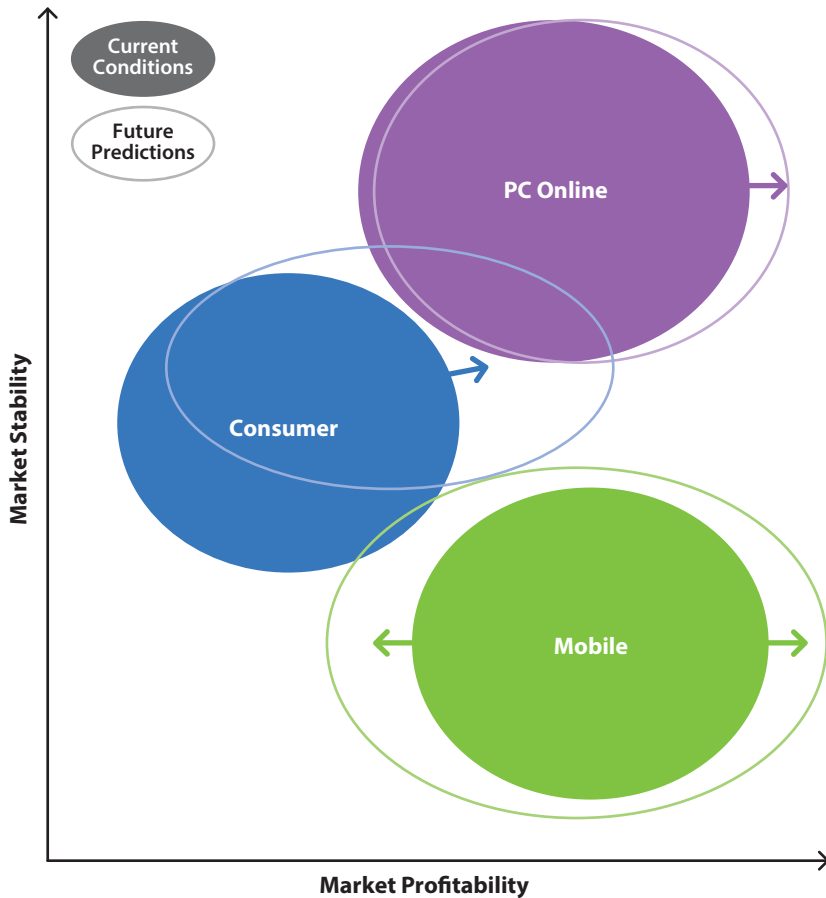 Current
Conditions
Future
Predictions
PC Online
Consumer
Mobile
Market Stability
Market Profitability